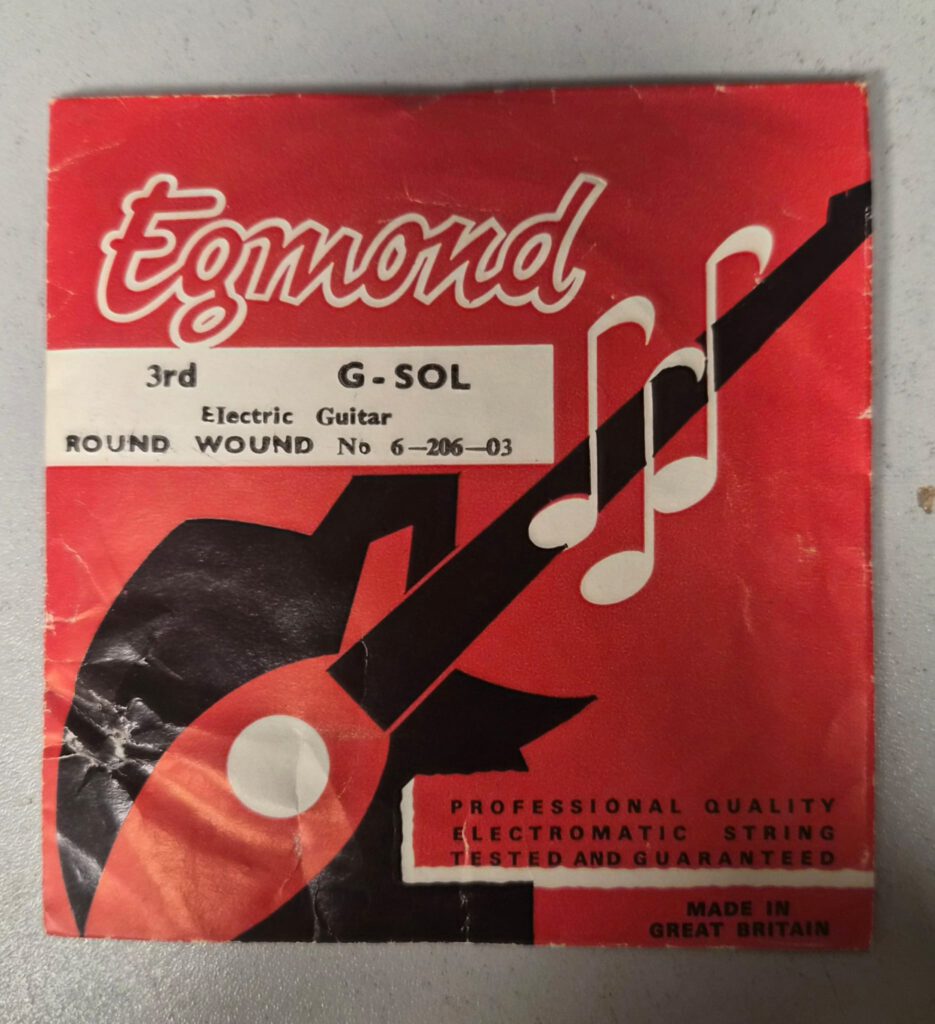 Egmond
3rd G-SOL
Electric Guitar
ROUND WOUND No 6-206-03
PROFESSIONAL QUALITY
ELECTROMATIC STRING
TESTED AND GUARANTEED
MADE IN
GREAT BRITAIN